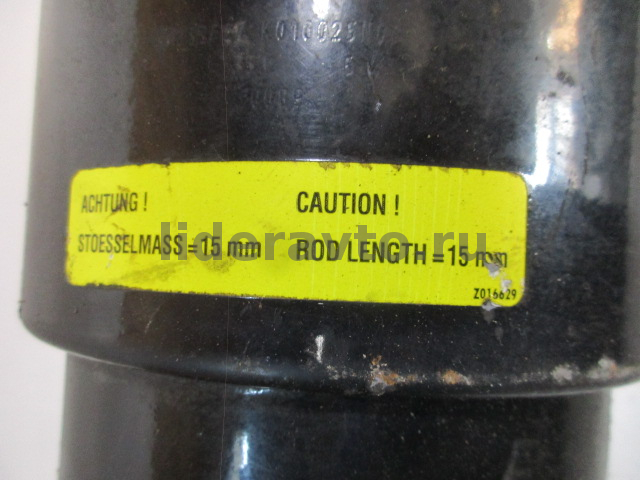 ACHTUNG ! CAUTION !
STOESSELMASS = 15 mm ROD LENGTH = 15 mm
lideravto.ru
Z016629